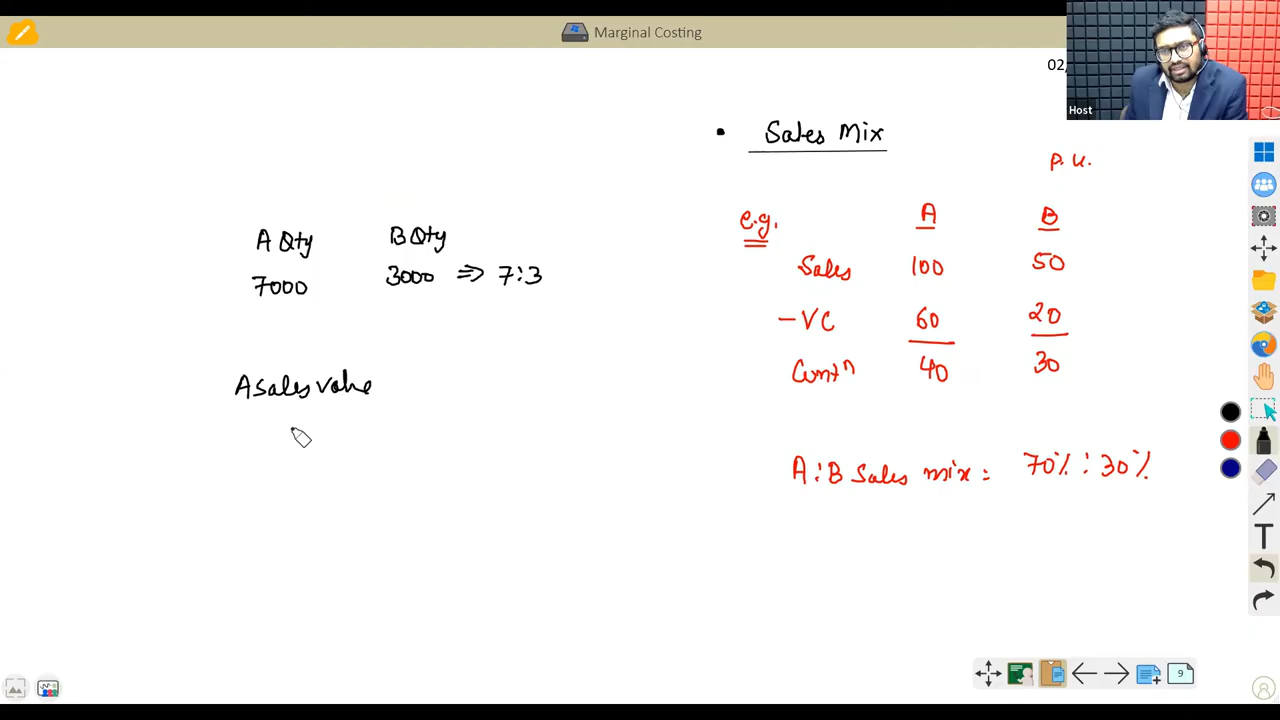 Marginal Costing
02/
Host
• Sales Mix
P.U.
e.g. A B
Sales 100 50
- VC 60 20
Contn 40 30
A:B Sales mix = 70% : 30%
A Qty B Qty
7000 3000 ⇒ 7:3
A sales value
T
9